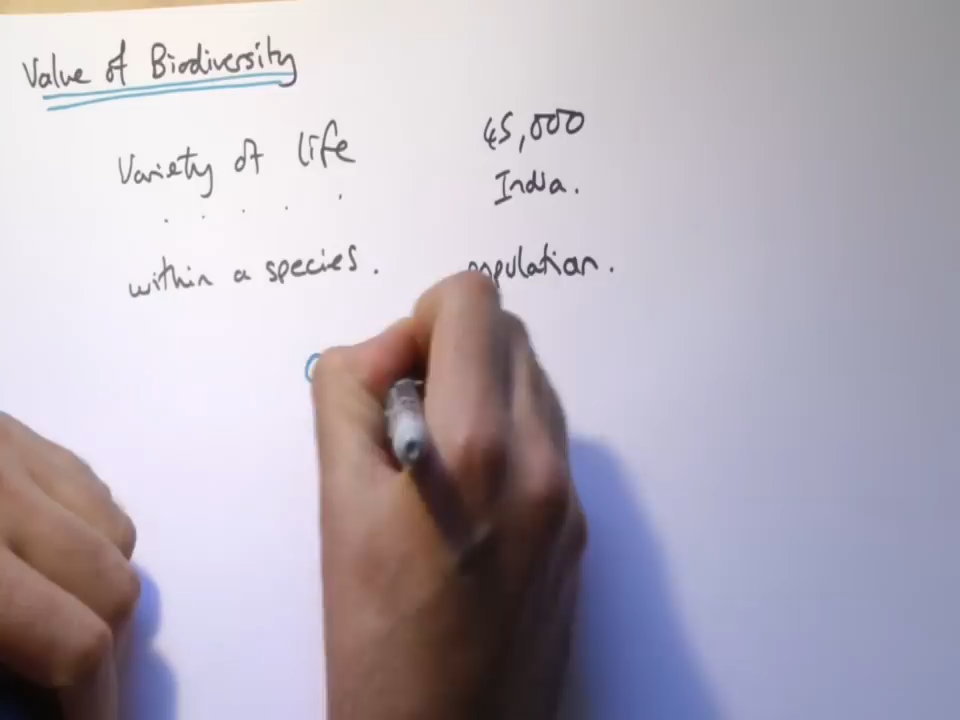 Value of Biodiversity
Variety of life
45,000
India.
within a species.
population.